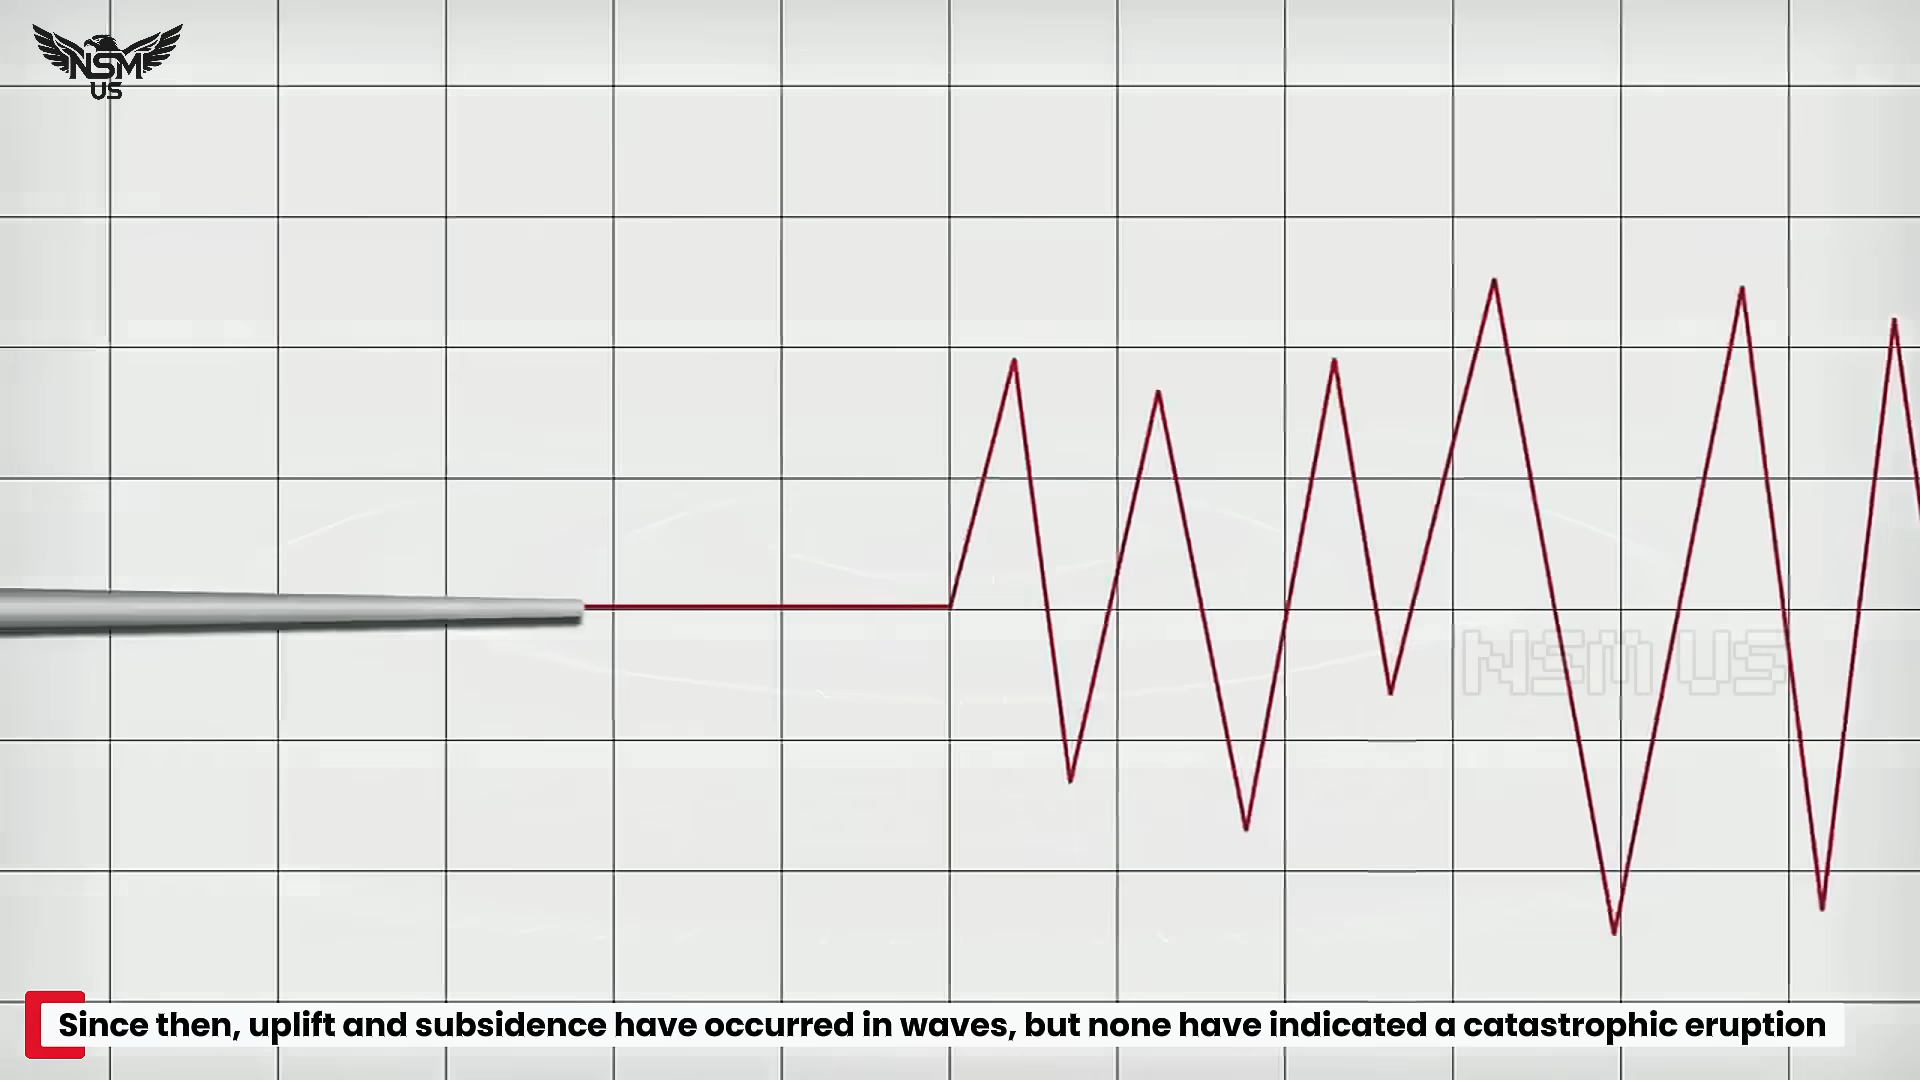 NSM
US
NSM US
Since then, uplift and subsidence have occurred in waves, but none have indicated a catastrophic eruption